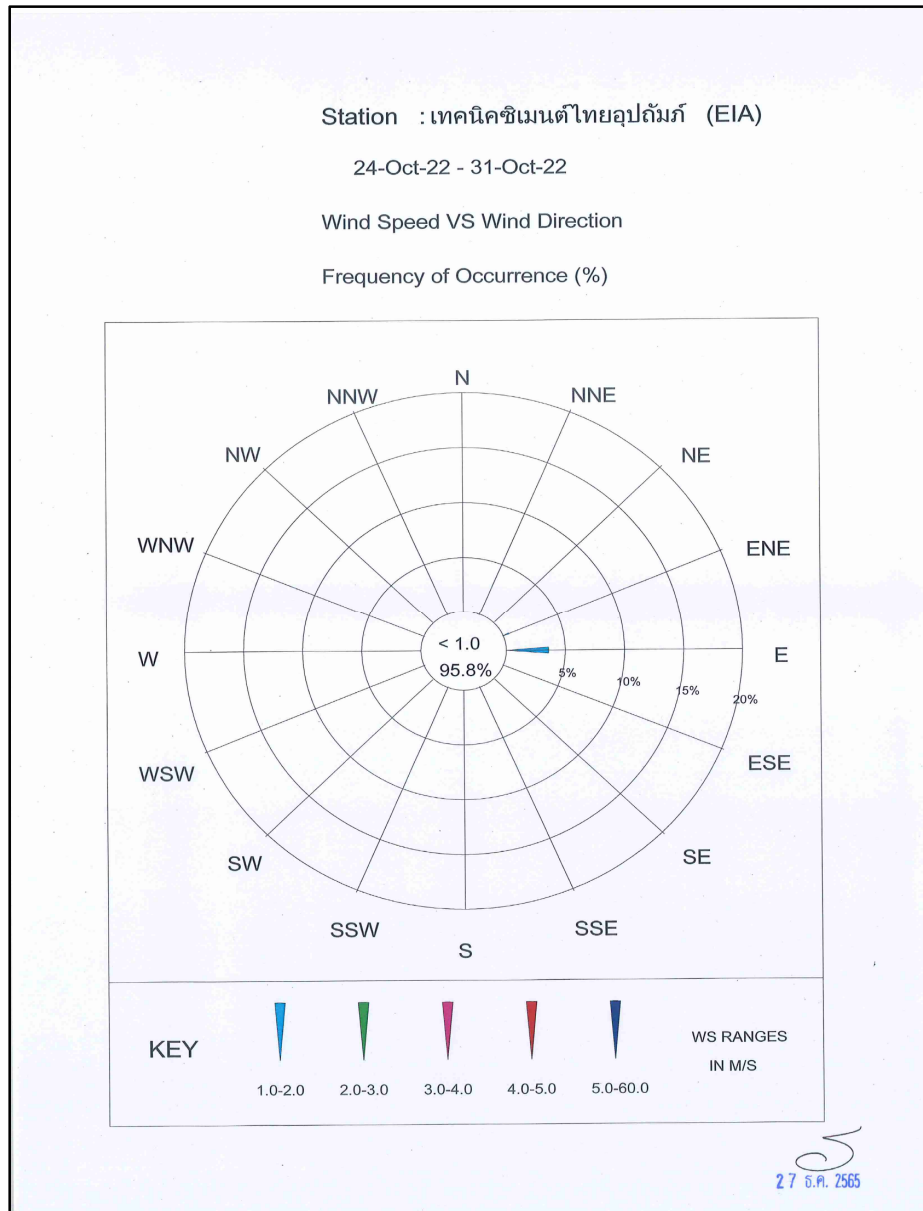 Station : เทคนิคซิเมนต์ไทยอุปถัมภ์ (EIA)
24-Oct-22 - 31-Oct-22
Wind Speed VS Wind Direction
Frequency of Occurrence (%)
N
NNW
NNE
NW
NE
WNW
ENE
< 1.0
W
E
95.8%
5%
10%
15%
20%
WSW
ESE
SW
SE
SSW
SSE
S
KEY
WS RANGES
IN M/S
1.0-2.0 2.0-3.0 3.0-4.0 4.0-5.0 5.0-60.0
27 ธ.ค. 2565